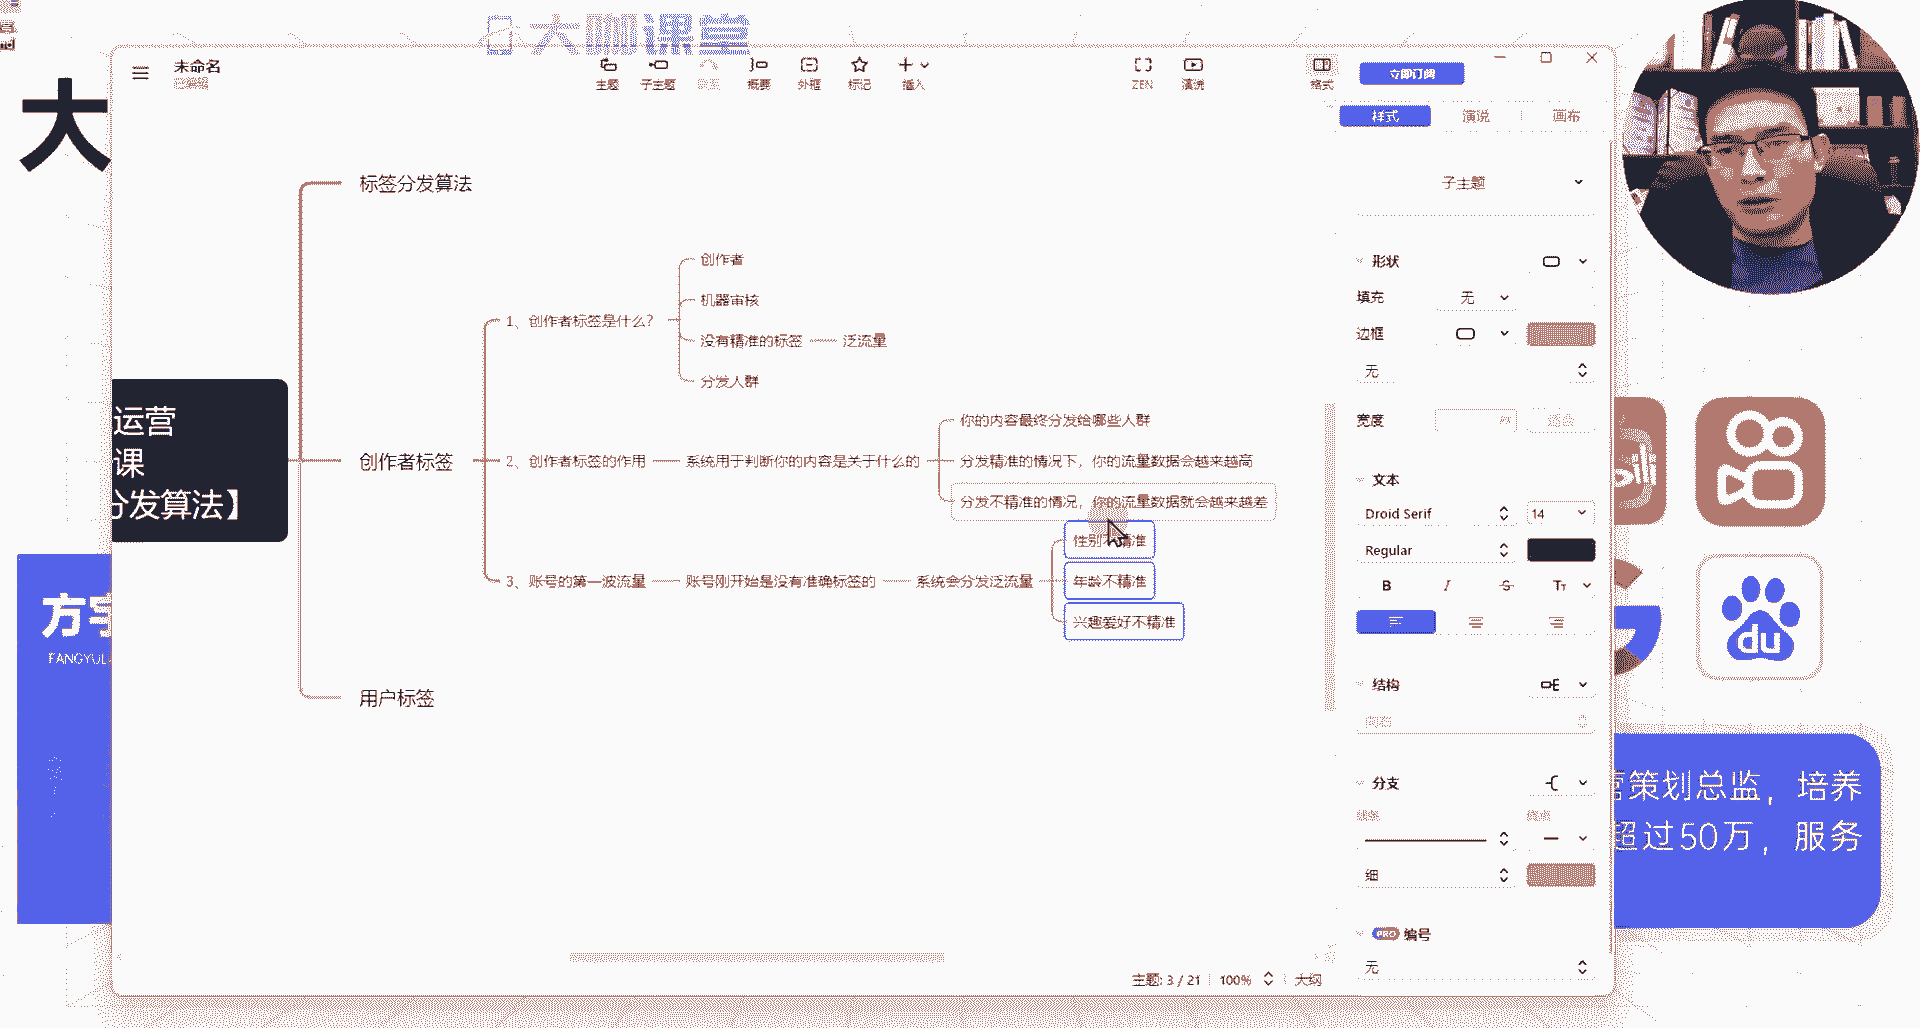 大咖课堂
大
未命名
已编辑
主题
子主题
联系
概要
外框
标记
插入
ZEN
演说
格式
立即订阅
样式
演说
画布
子主题
形状
填充
无
边框
无
宽度
文本
Droid Serif
14
Regular
B I S Tт
结构
分支
细
PRO 编号
无
标签分发算法
创作者
机器审核
1、创作者标签是什么?
没有精准的标签
泛流量
分发人群
运营
课
分发算法】
创作者标签
2、创作者标签的作用
系统用于判断你的内容是关于什么的
你的内容最终分发给哪些人群
分发精准的情况下，你的流量数据会越来越高
分发不精准的情况，你的流量数据就会越来越差
3、账号的第一波流量
账号刚开始是没有准确标签的
系统会分发泛流量
性别不精准
年龄不精准
兴趣爱好不精准
用户标签
主题: 3 / 21
100%
大纲
方宇
FANGYU
bili
du
策划总监，培养
超过50万，服务